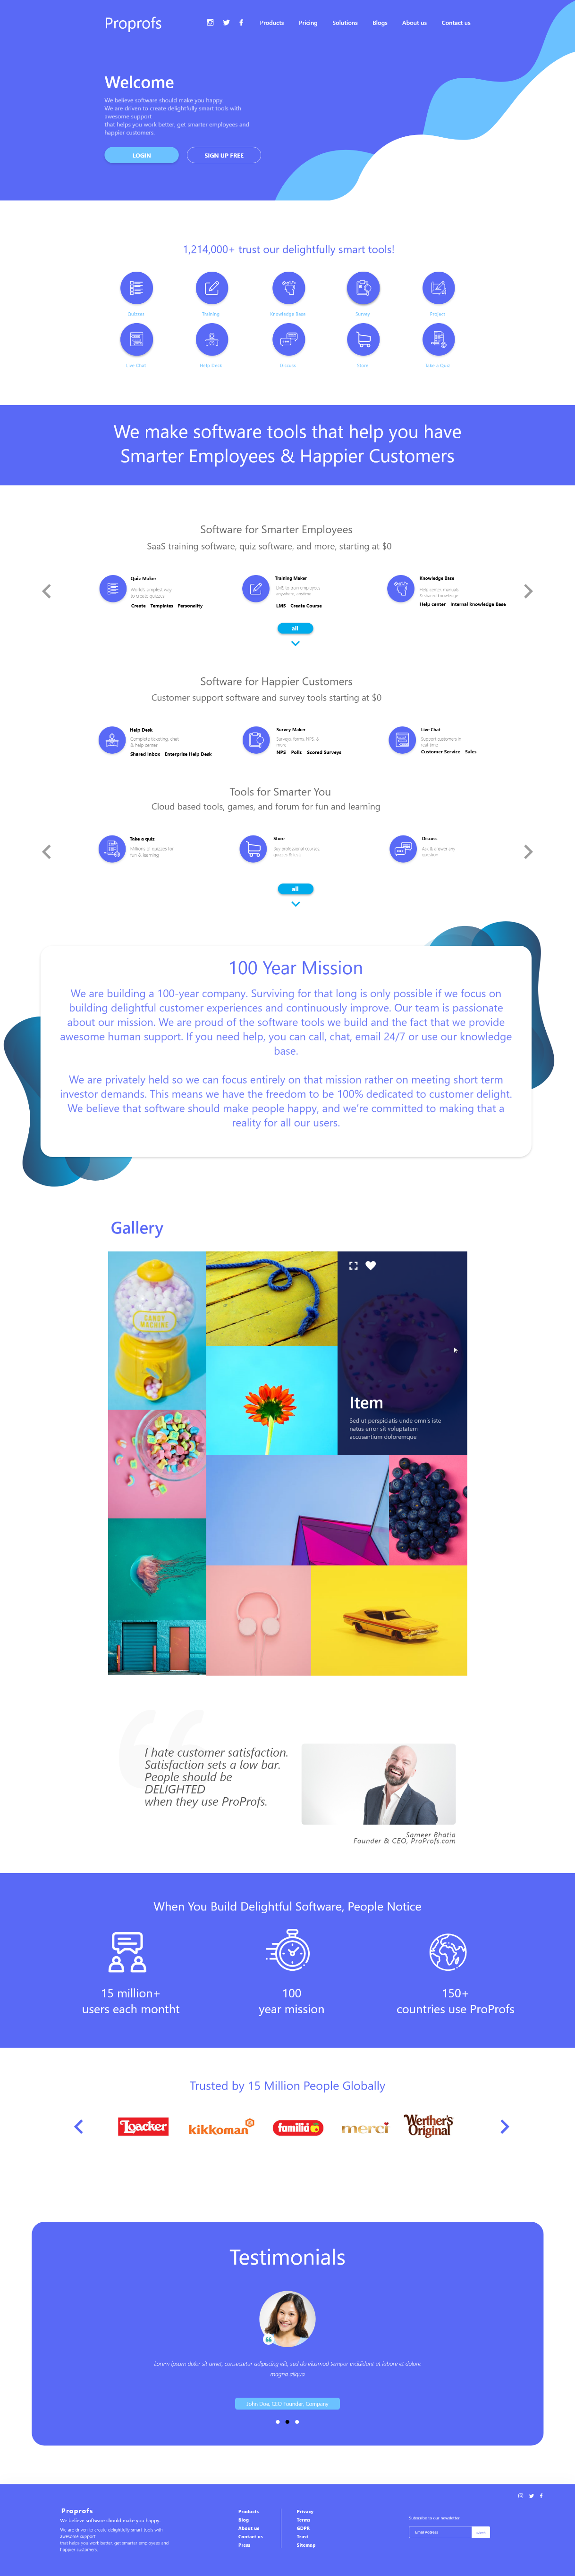 Proprofs
Products Pricing Solutions Blogs About us Contact us
Welcome
We believe software should make you happy.
We are driven to create delightfully smart tools with
awesome support
that helps you work better, get smarter employees and
happier customers.
LOGIN SIGN UP FREE
1,214,000+ trust our delightfully smart tools!
Quizzes Training Knowledge Base Survey Project
Live Chat Help Desk Discuss Store Take a Quiz
We make software tools that help you have
Smarter Employees & Happier Customers
Software for Smarter Employees
SaaS training software, quiz software, and more, starting at $0
Quiz Maker
World's simplest way
to create quizzes
Create Templates Personality
Training Maker
LMS to train employees
anywhere, anytime
LMS Create Course
Knowledge Base
Help center, manuals
& shared knowledge
Help center Internal knowledge Base
all
Software for Happier Customers
Customer support software and survey tools starting at $0
Help Desk
Complete ticketing, chat
& help center
Shared Inbox Enterprise Help Desk
Survey Maker
Surveys, forms, NPS, &
more
NPS Polls Scored Surveys
Live Chat
Support customers in
real-time
Customer Service Sales
Tools for Smarter You
Cloud based tools, games, and forum for fun and learning
Take a quiz
Millions of quizzes for
fun & learning
Store
buy professional courses,
quizzes & tests
Discuss
Ask & answer any
question
all
100 Year Mission
We are building a 100-year company. Surviving for that long is only possible if we focus on
building delightful customer experiences and continuously improve. Our team is passionate
about our mission. We are proud of the software tools we build and the fact that we provide
awesome human support. If you need help, you can call, chat, email 24/7 or use our knowledge
base.
We are privately held so we can focus entirely on that mission rather on meeting short term
investor demands. This means we have the freedom to be 100% dedicated to customer delight.
We believe that software should make people happy, and we're committed to making that a
reality for all our users.
Gallery
CANDY
MACHINE
Item
Sed ut perspiciatis unde omnis iste
natus error sit voluptatem
accusantium doloremque
I hate customer satisfaction.
Satisfaction sets a low bar.
People should be
DELIGHTED
when they use ProProfs.
Sameer Bhatia
Founder & CEO, ProProfs.com
When You Build Delightful Software, People Notice
15 million+
users each montht
100
year mission
150+
countries use ProProfs
Trusted by 15 Million People Globally
Loacker kikkoman familia merci Werther's
Original
Testimonials
Lorem ipsum dolor sit amet, consectetur adipiscing elit, sed do eiusmod tempor incididunt ut labore et dolore
magna aliqua
John Doe, CEO Founder, Company
Proprofs
We believe software should make you happy.
We are driven to create delightfully smart tools with
awesome support
that helps you work better, get smarter employees and
happier customers.
Products
Blog
About us
Contact us
Press
Privacy
Terms
GDPR
Trust
Sitemap
Subscribe to our newsletter
Email Address